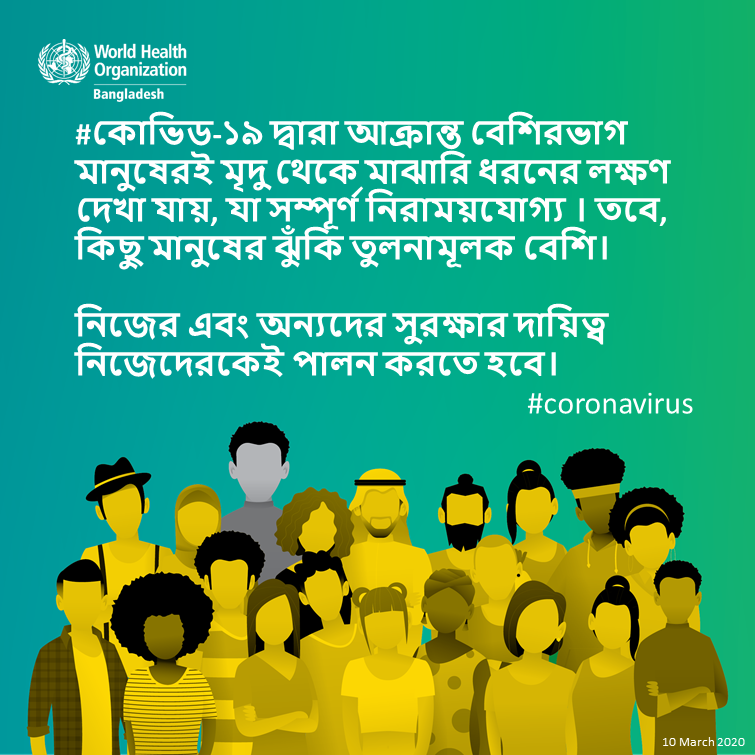 World Health
Organization
Bangladesh
#কোভিড-১৯ দ্বারা আক্রান্ত বেশিরভাগ
মানুষেরই মৃদু থেকে মাঝারি ধরনের লক্ষণ
দেখা যায়, যা সম্পূর্ণ নিরাময়যোগ্য । তবে,
কিছু মানুষের ঝুঁকি তুলনামূলক বেশি।
নিজের এবং অন্যদের সুরক্ষার দায়িত্ব
নিজেদেরকেই পালন করতে হবে।
#coronavirus
10 March 2020